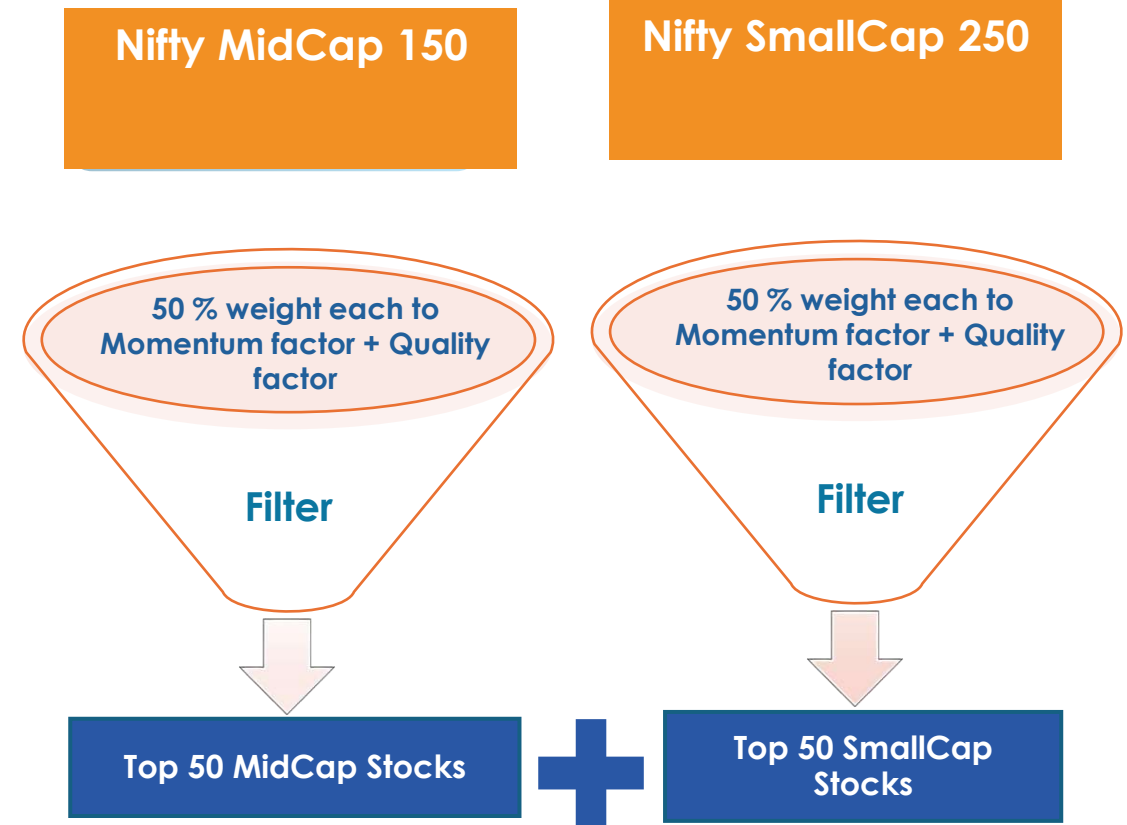 Nifty MidCap 150
Nifty SmallCap 250
50 % weight each to
Momentum factor + Quality
factor
50 % weight each to
Momentum factor + Quality
factor
Filter
Filter
Top 50 MidCap Stocks
Top 50 SmallCap
Stocks